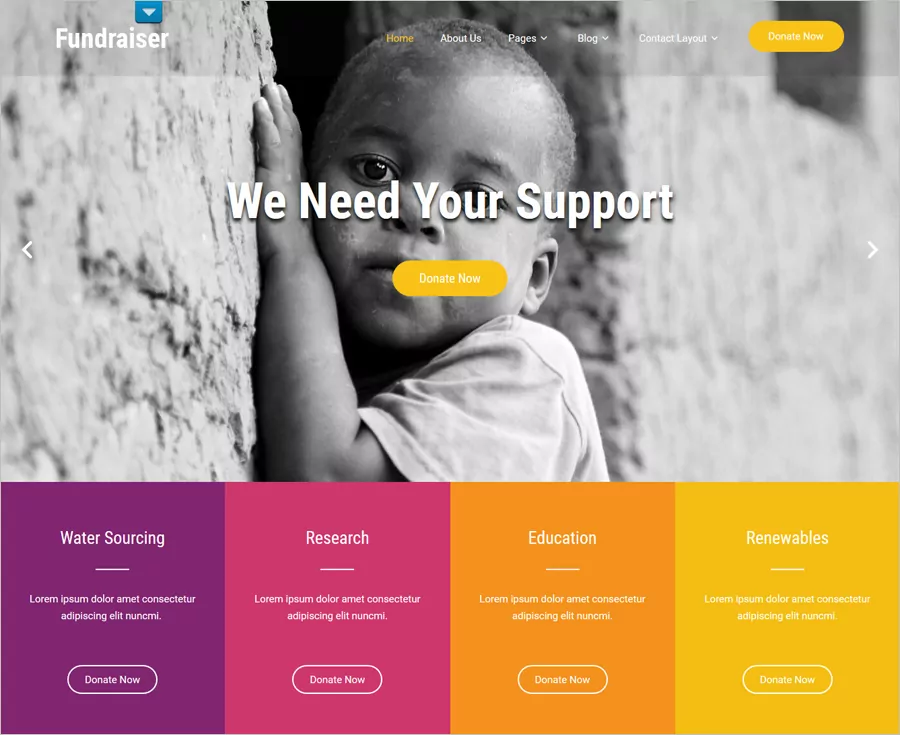 Fundraiser
Home About Us Pages Blog Contact Layout Donate Now
We Need Your Support
Donate Now
Water Sourcing
Lorem ipsum dolor amet consectetur
adipiscing elit nuncmi.
Donate Now
Research
Lorem ipsum dolor amet consectetur
adipiscing elit nuncmi.
Donate Now
Education
Lorem ipsum dolor amet consectetur
adipiscing elit nuncmi.
Donate Now
Renewables
Lorem ipsum dolor amet consectetur
adipiscing elit nuncmi.
Donate Now